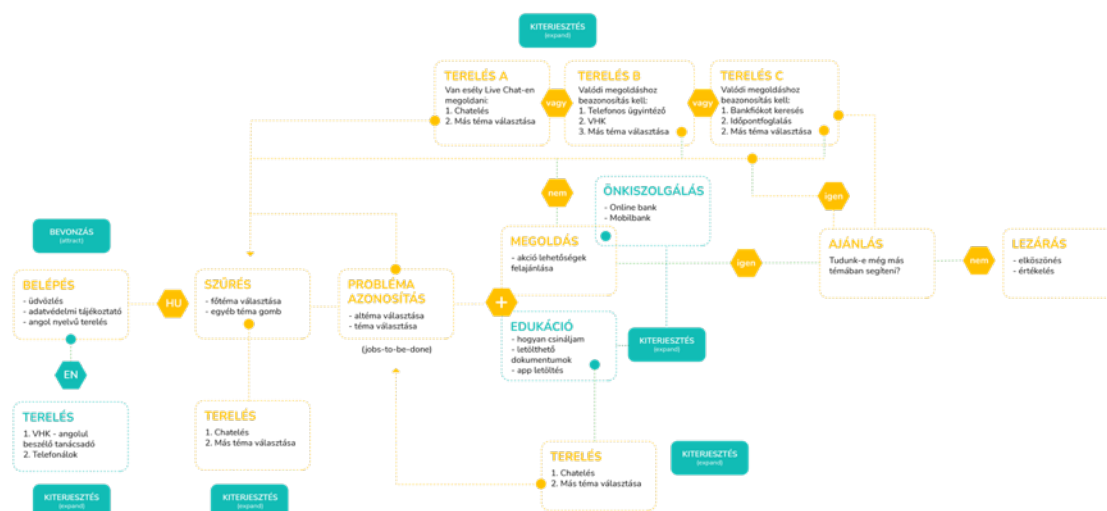 KITERJESZTÉS
(expand)
TERELÉS A
Van esély Live Chat-en
megoldani:
1. Chatelés
2. Más téma választása
vagy
TERELÉS B
Valódi megoldáshoz
beazonosítás kell:
1. Telefonos ügyintéző
2. VHK
3. Más téma választása
vagy
TERELÉS C
Valódi megoldáshoz
beazonosítás kell:
1. Bankfiókot keresés
2. Időpontfoglalás
2. Más téma választása
nem
ÖNKISZOLGÁLÁS
- Online bank
- Mobilbank
igen
BEVONZÁS
(attract)
BELÉPÉS
- üdvözlés
- adatvédelmi tájékoztató
- angol nyelvű terelés
HU
SZŰRÉS
- főtéma választása
- egyéb téma gomb
PROBLÉMA
AZONOSÍTÁS
- altéma választása
- téma választása
(jobs-to-be-done)
+
MEGOLDÁS
- akció lehetőségek
felajánlása
igen
AJÁNLÁS
Tudunk-e még más
témában segíteni?
nem
LEZÁRÁS
- elköszönés
- értékelés
EDUKÁCIÓ
- hogyan csináljam
- letölthető
dokumentumok
- app letöltés
KITERJESZTÉS
(expand)
EN
TERELÉS
1. VHK - angolul
beszélő tanácsadó
2. Telefonálok
TERELÉS
1. Chatelés
2. Más téma választása
TERELÉS
1. Chatelés
2. Más téma választása
KITERJESZTÉS
(expand)
KITERJESZTÉS
(expand)
KITERJESZTÉS
(expand)